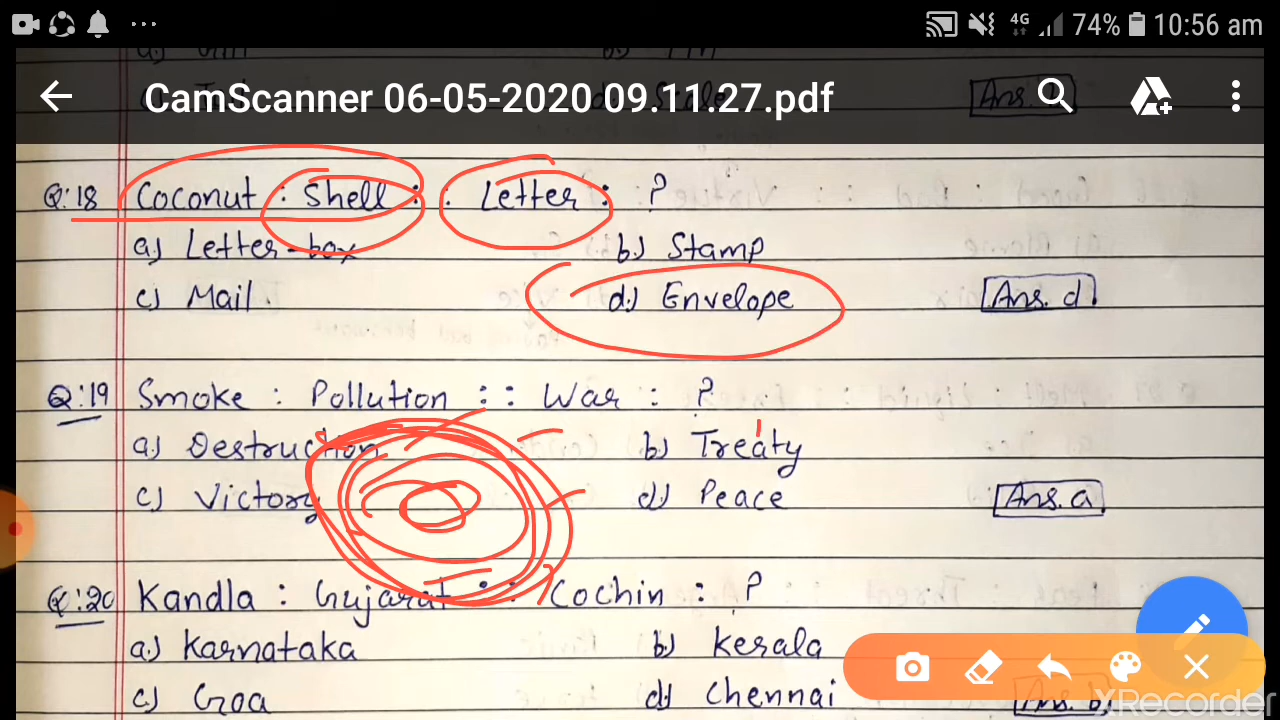 74% 10:56 am
4G
CamScanner 06-05-2020 09.11.27.pdf
Q:18 Coconut : Shell : : Letter : ?
a) Letter-box b.) Stamp
c) Mail. d.) Envelope Ans. d
Q:19 Smoke : Pollution : : War : ?
a.) Destruction b.) Treaty
c.) Victory d.) Peace Ans. a
Q:20 Kandla : Gujarat : : Cochin : ?
a.) Karnataka b.) Kerala
c.) Goa d.) Chennai Ans. b
XRecorder